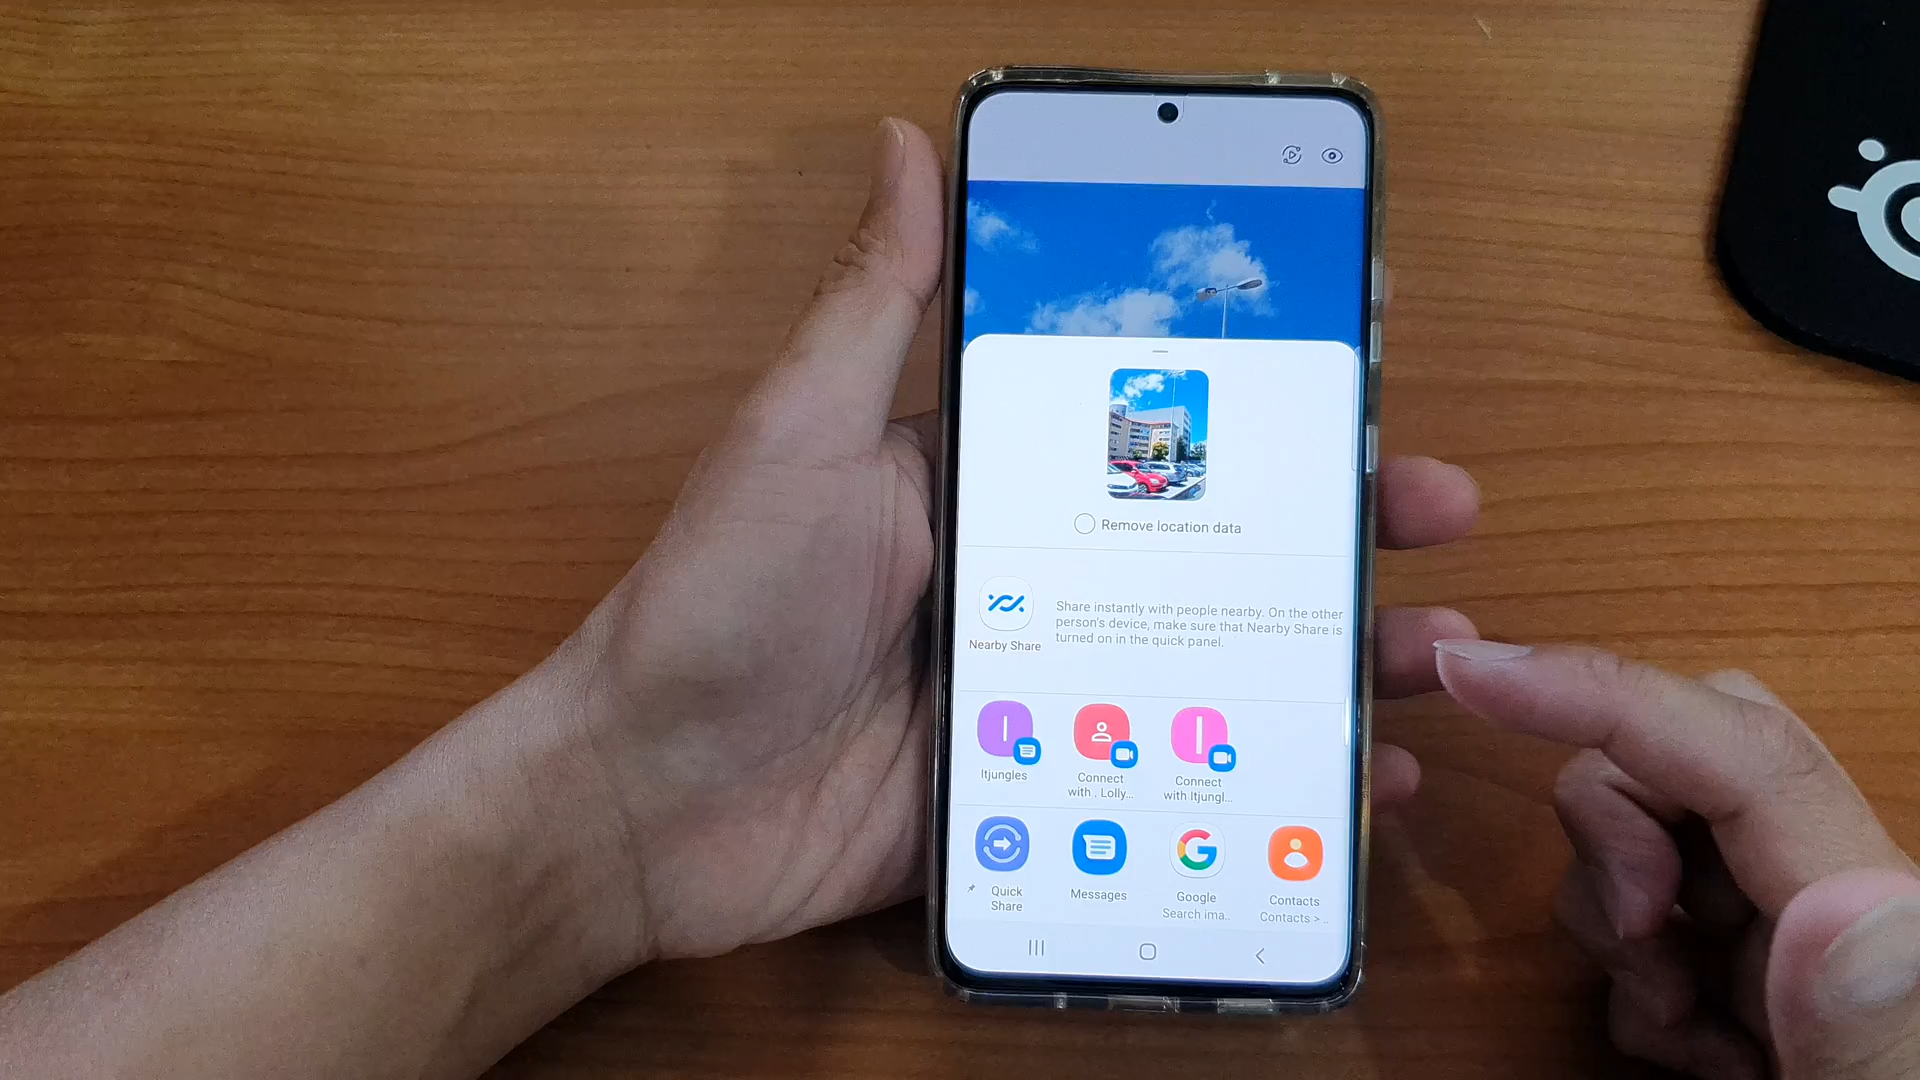 Remove location data
Share instantly with people nearby. On the other
person's device, make sure that Nearby Share is
turned on in the quick panel.
Nearby Share
Itjungles
Connect
with . Lolly...
Connect
with Itjungl...
Quick
Share
Messages
Google
Search ima..
Contacts
Contacts > ..